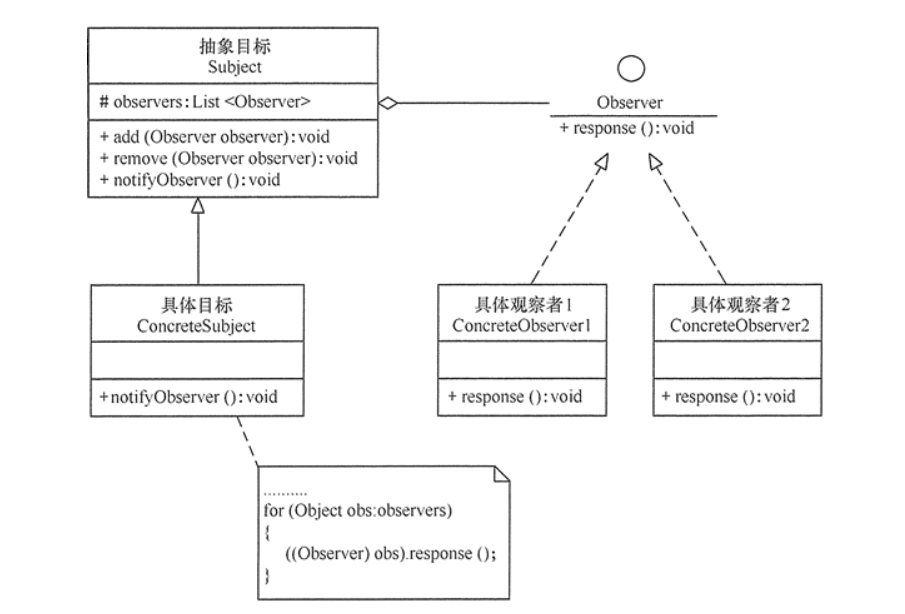 抽象目标
Subject
# observers:List <Observer>
+ add (Observer observer):void
+ remove (Observer observer):void
+ notifyObserver ():void
Observer
+ response ():void
具体目标
ConcreteSubject
+notifyObserver ():void
具体观察者1
ConcreteObserver1
+ response ():void
具体观察者2
ConcreteObserver2
+ response ():void
..........
for (Object obs:observers)
{
((Observer) obs).response ();
}